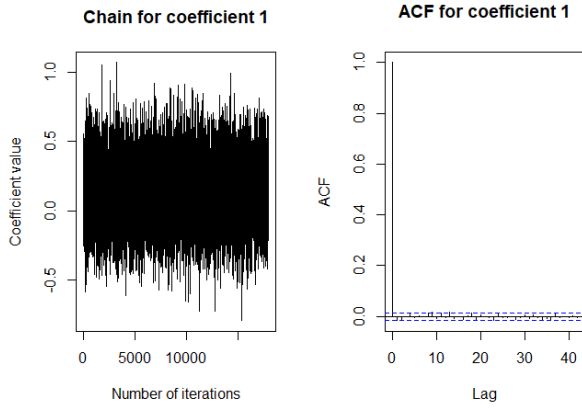 Chain for coefficient 1
Coefficient value
-0.5 0.0 0.5 1.0
0 5000 10000
Number of iterations
ACF for coefficient 1
ACF
0.0 0.2 0.4 0.6 0.8 1.0
0 10 20 30 40
Lag